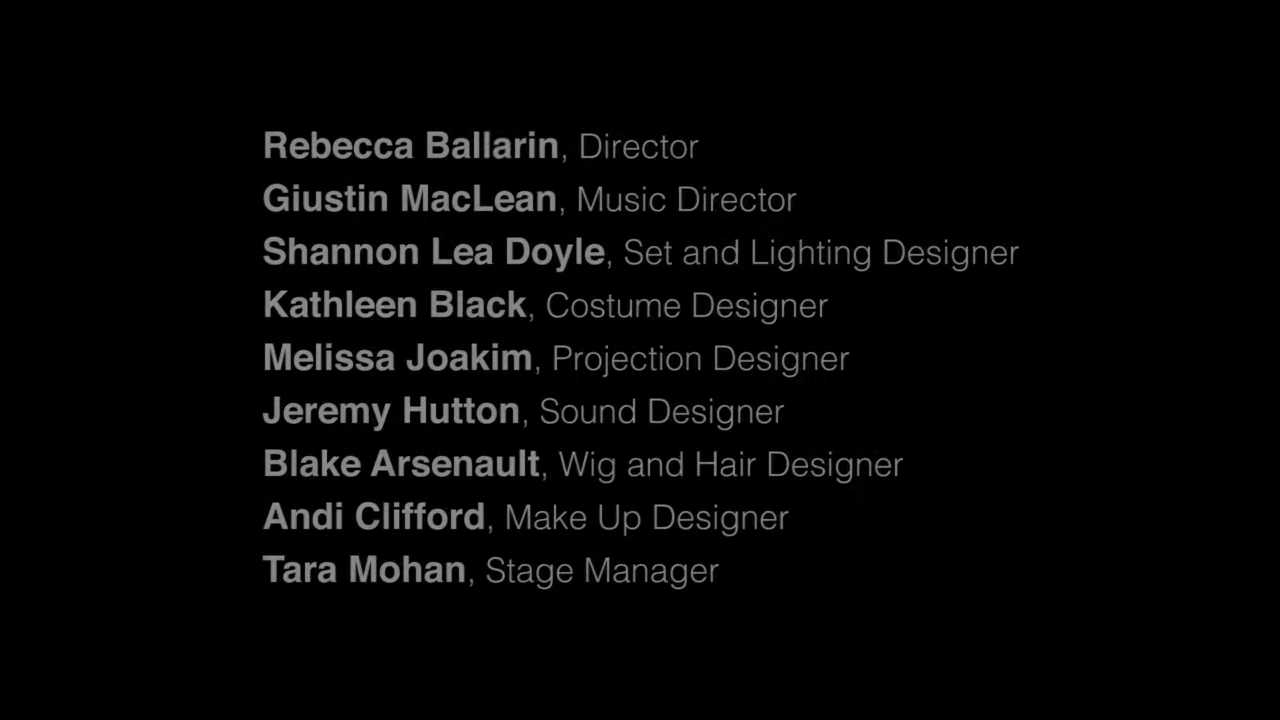 Rebecca Ballarin, Director
Giustin MacLean, Music Director
Shannon Lea Doyle, Set and Lighting Designer
Kathleen Black, Costume Designer
Melissa Joakim, Projection Designer
Jeremy Hutton, Sound Designer
Blake Arsenault, Wig and Hair Designer
Andi Clifford, Make Up Designer
Tara Mohan, Stage Manager